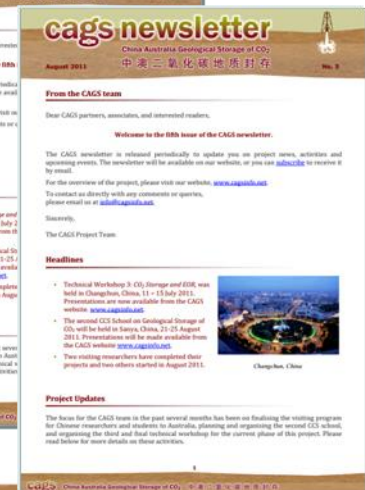 cags newsletter
China Australia Geological Storage of CO₂
中澳二氧化碳地质封存
August 2011
No. 8
From the CAGS team
Dear CAGS partners, associates, and interested readers,
Welcome to the 08th issue of the CAGS newsletter.
The CAGS newsletter is released periodically to update you on project news, activities and
upcoming events. The newsletter will be available on our website, or you can subscribe to receive it
by email.
For the overview of the project, please visit our website, www.cagsinfo.net.
To contact us directly with any comments or queries,
please email us at info@cagsinfo.net.
Sincerely,
The CAGS Project Team
Headlines
• Technical Workshop 3: CO₂ Storage and EOR, was
held in Changchun, China, 11 – 15 July 2011.
Presentations are now available from the CAGS
website. www.cagsinfo.net.
• The second CCS School on Geological Storage of
CO₂ will be held in Sanya, China, 21-25 August
2011. Presentations will be made available from
the CAGS website www.cagsinfo.net.
• Two visiting researchers have completed their
projects and two others started in August 2011.
Changchun, China
Project Updates
The focus for the CAGS team in the past several months has been on finalising the visiting program
for Chinese researchers and students to Australia, planning and organising the second CCS school,
and organising the third and final technical workshop for the current phase of this project. Please
read below for more details on these activities.
cags China Australia Geological Storage of CO₂